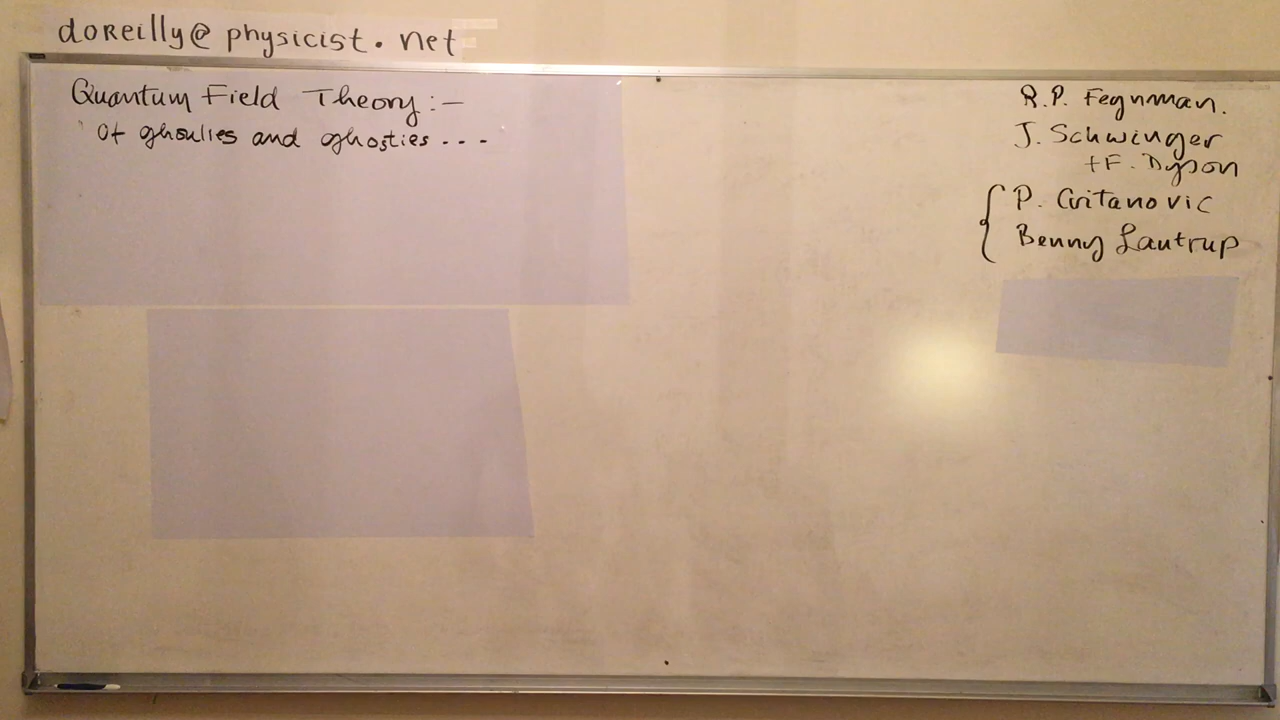 doReilly@physicist.net
Quantum Field Theory:-
Of ghoulies and ghosties ...
R.P. Feynman.
J. Schwinger
+F. Dyson
P. Cvitanovic
Benny Lautrup